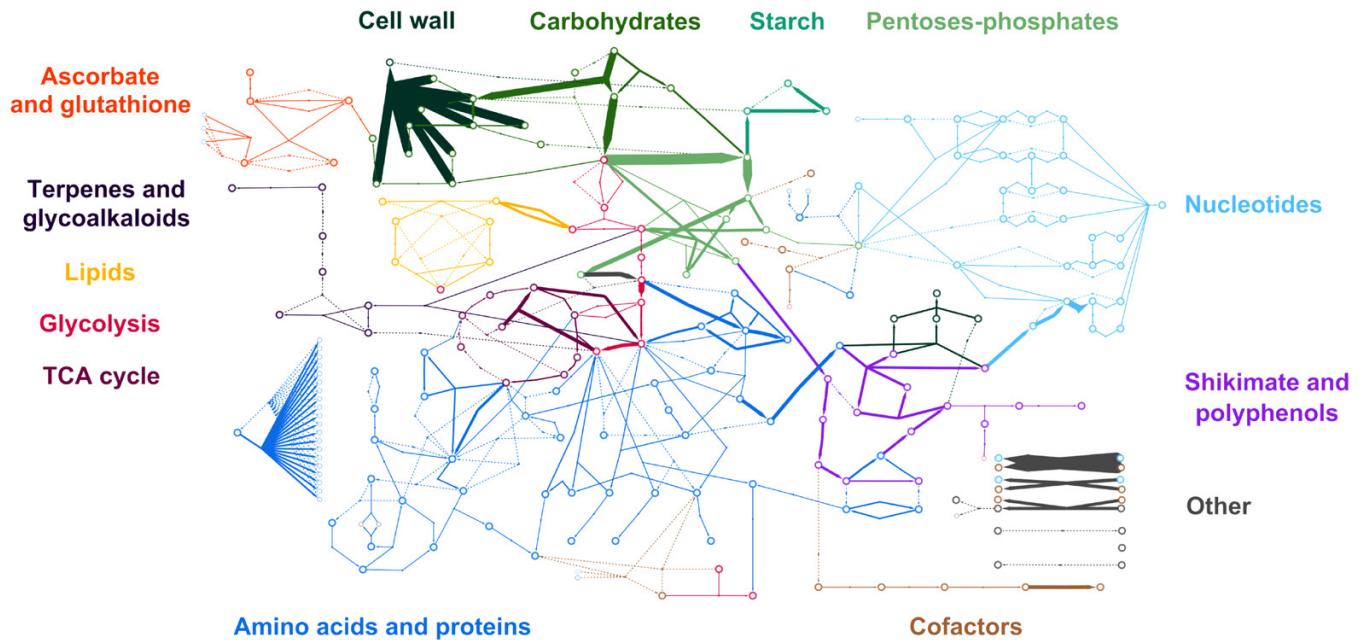 Cell wall
Carbohydrates
Starch
Pentoses-phosphates
Ascorbate
and glutathione
Terpenes and
glycoalkaloids
Nucleotides
Lipids
Glycolysis
TCA cycle
Shikimate and
polyphenols
Other
Amino acids and proteins
Cofactors